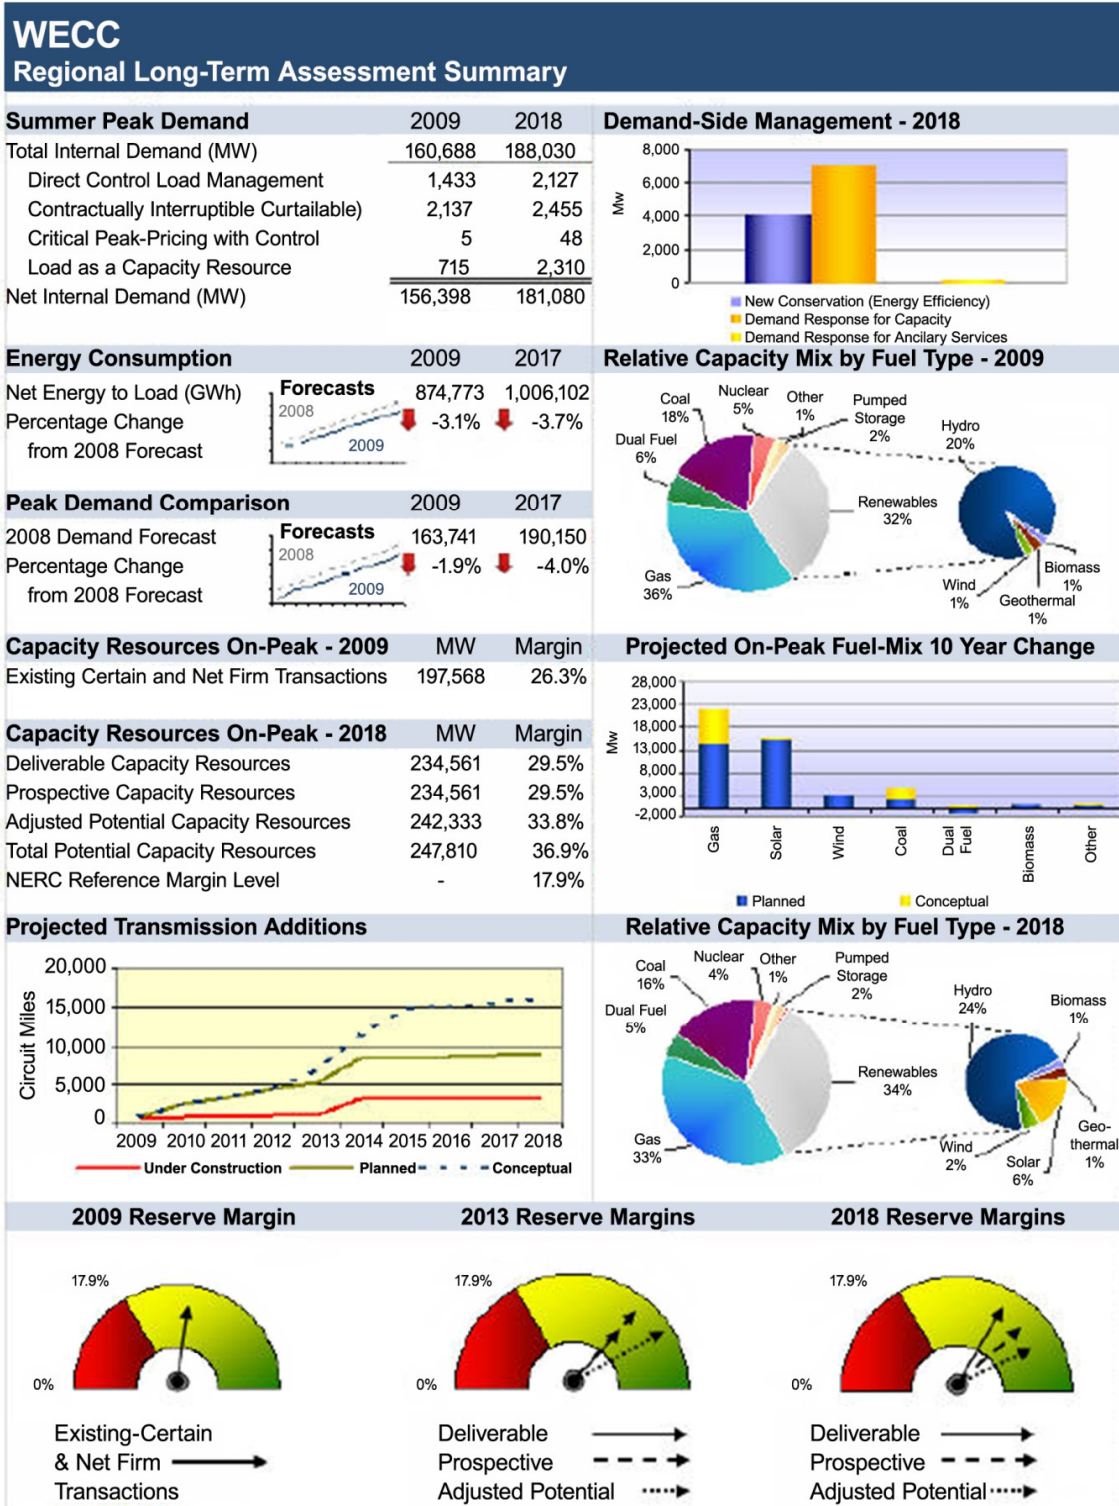 WECC
Regional Long-Term Assessment Summary
Summer Peak Demand 2009 2018
Total Internal Demand (MW) 160,688 188,030
Direct Control Load Management 1,433 2,127
Contractually Interruptible Curtailable) 2,137 2,455
Critical Peak-Pricing with Control 5 48
Load as a Capacity Resource 715 2,310
Net Internal Demand (MW) 156,398 181,080
Demand-Side Management - 2018
8,000
6,000
4,000
2,000
0
Mw
New Conservation (Energy Efficiency)
Demand Response for Capacity
Demand Response for Ancilary Services
Energy Consumption 2009 2017
Net Energy to Load (GWh) 874,773 1,006,102
Percentage Change -3.1% -3.7%
from 2008 Forecast
Forecasts
2008
2009
Peak Demand Comparison 2009 2017
2008 Demand Forecast 163,741 190,150
Percentage Change -1.9% -4.0%
from 2008 Forecast
Forecasts
2008
2009
Relative Capacity Mix by Fuel Type - 2009
Coal
18%
Nuclear
5%
Other
1%
Pumped
Storage
2%
Hydro
20%
Dual Fuel
6%
Renewables
32%
Gas
36%
Wind
1%
Geothermal
1%
Biomass
1%
Capacity Resources On-Peak - 2009 MW Margin
Existing Certain and Net Firm Transactions 197,568 26.3%
Capacity Resources On-Peak - 2018 MW Margin
Deliverable Capacity Resources 234,561 29.5%
Prospective Capacity Resources 234,561 29.5%
Adjusted Potential Capacity Resources 242,333 33.8%
Total Potential Capacity Resources 247,810 36.9%
NERC Reference Margin Level - 17.9%
Projected On-Peak Fuel-Mix 10 Year Change
28,000
23,000
18,000
13,000
8,000
3,000
-2,000
Mw
Gas
Solar
Wind
Coal
Dual
Fuel
Biomass
Other
Planned Conceptual
Projected Transmission Additions
20,000
15,000
10,000
5,000
0
Circuit Miles
2009 2010 2011 2012 2013 2014 2015 2016 2017 2018
Under Construction Planned Conceptual
Relative Capacity Mix by Fuel Type - 2018
Coal
16%
Nuclear
4%
Other
1%
Pumped
Storage
2%
Hydro
24%
Biomass
1%
Dual Fuel
5%
Renewables
34%
Gas
33%
Wind
2%
Solar
6%
Geo-
thermal
1%
2009 Reserve Margin
17.9%
0%
Existing-Certain
& Net Firm
Transactions
2013 Reserve Margins
17.9%
0%
Deliverable
Prospective
Adjusted Potential
2018 Reserve Margins
17.9%
0%
Deliverable
Prospective
Adjusted Potential